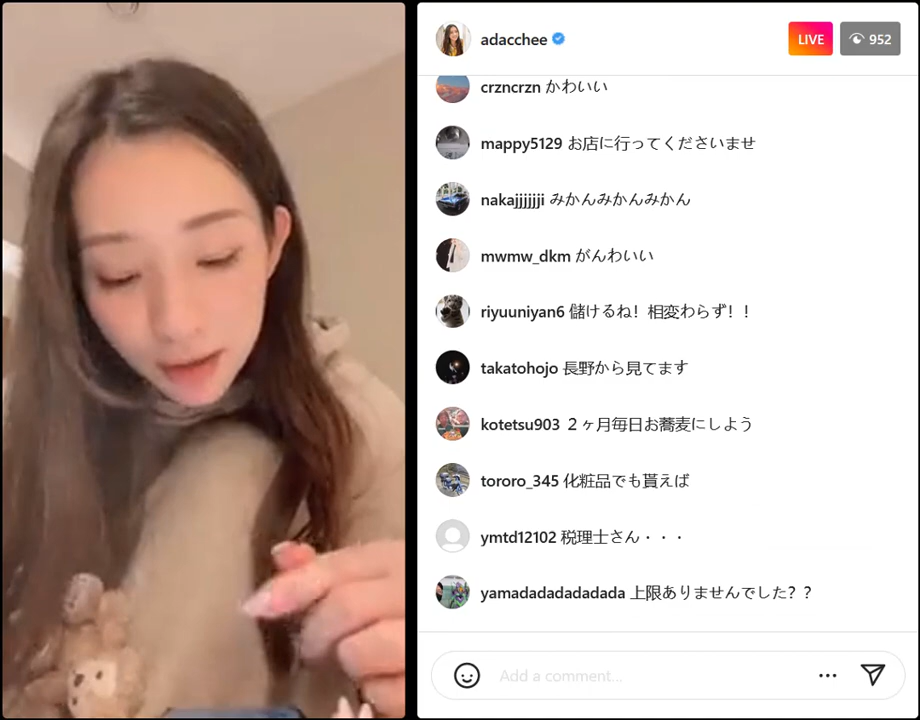 adacchee
LIVE 952
crzncrzn かわいい
mappy5129 お店に行ってくださいませ
nakajjjjjji みかんみかんみかん
mwmw_dkm がんわいい
riyuuniyan6 儲けるね！相変わらず！！
takatohojo 長野から見てます
kotetsu903 ２ヶ月毎日お蕎麦にしよう
tororo_345 化粧品でも貰えば
ymtd12102 税理士さん・・・
yamadadadadadada 上限ありませんでした？？
Add a comment...